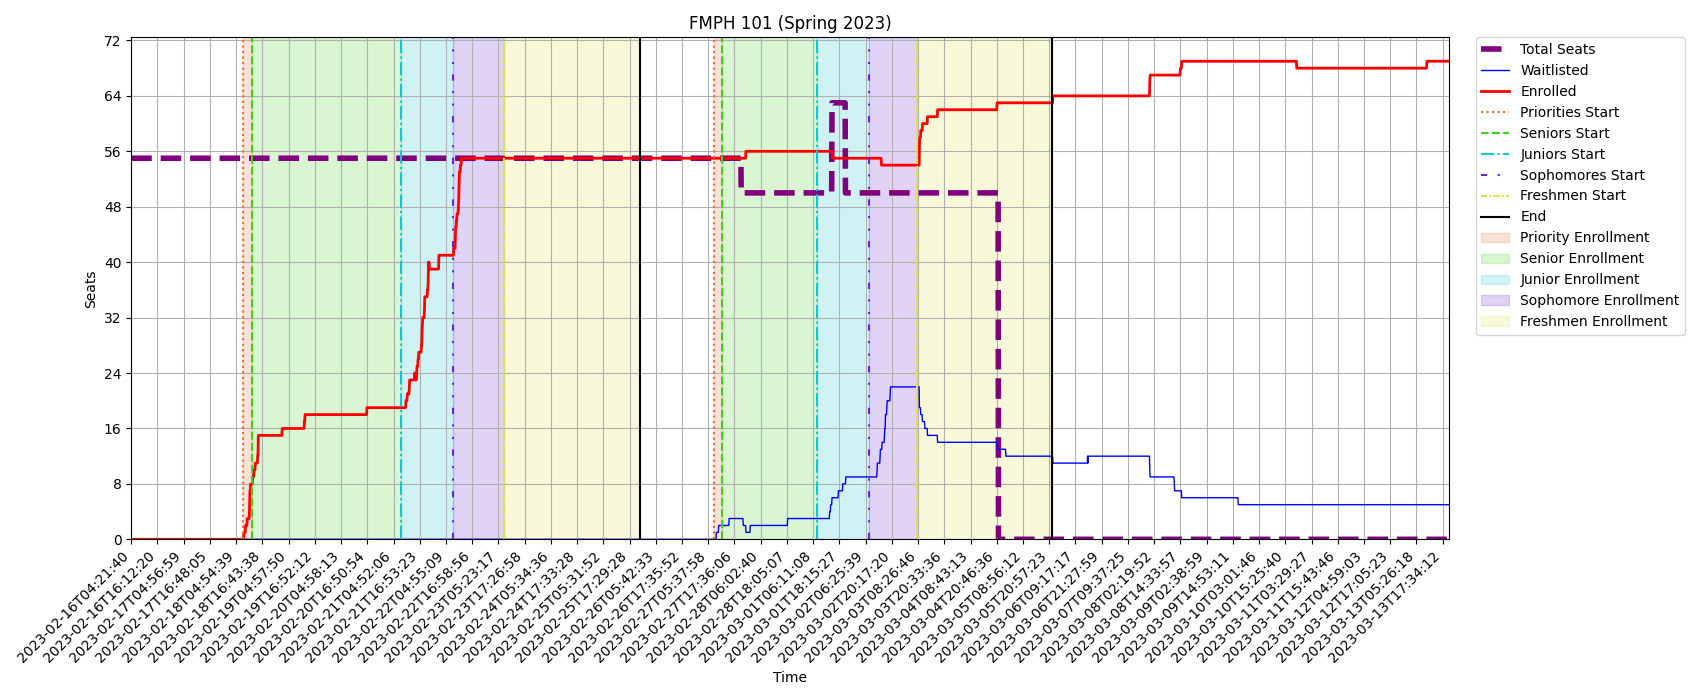 FMPH 101 (Spring 2023)
72
64
56
48
40
32
24
16
8
0
Seats
2023-02-16T04:21:40
2023-02-16T16:12:20
2023-02-17T04:56:59
2023-02-17T16:48:05
2023-02-18T04:54:39
2023-02-18T16:43:38
2023-02-19T04:57:50
2023-02-19T16:52:12
2023-02-20T04:58:13
2023-02-20T16:50:54
2023-02-21T04:52:06
2023-02-21T16:53:23
2023-02-22T04:55:09
2023-02-22T16:58:56
2023-02-23T05:23:17
2023-02-23T17:26:58
2023-02-24T05:34:36
2023-02-24T17:33:28
2023-02-25T05:31:52
2023-02-25T17:29:28
2023-02-26T05:42:33
2023-02-26T17:35:52
2023-02-27T05:37:58
2023-02-27T17:36:06
2023-02-28T06:02:40
2023-02-28T18:05:07
2023-03-01T06:11:08
2023-03-01T18:15:27
2023-03-02T06:25:39
2023-03-02T20:17:20
2023-03-03T08:26:46
2023-03-03T20:33:36
2023-03-04T08:43:13
2023-03-04T20:46:36
2023-03-05T08:56:12
2023-03-05T20:57:23
2023-03-06T09:17:17
2023-03-06T21:27:59
2023-03-07T09:37:25
2023-03-08T02:19:52
2023-03-08T14:33:57
2023-03-09T02:38:59
2023-03-09T14:53:11
2023-03-10T03:01:46
2023-03-10T15:25:40
2023-03-11T03:29:27
2023-03-11T15:43:46
2023-03-12T04:59:03
2023-03-12T17:05:23
2023-03-13T05:26:18
2023-03-13T17:34:12
Time
Total Seats
Waitlisted
Enrolled
Priorities Start
Seniors Start
Juniors Start
Sophomores Start
Freshmen Start
End
Priority Enrollment
Senior Enrollment
Junior Enrollment
Sophomore Enrollment
Freshmen Enrollment